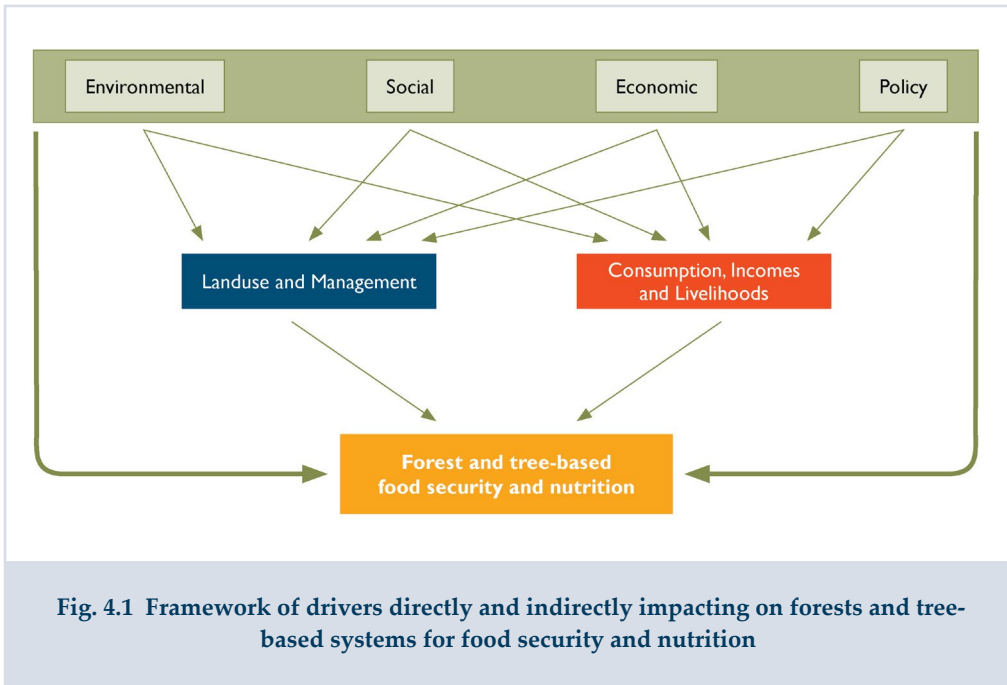 Environmental
Social
Economic
Policy
Landuse and Management
Consumption, Incomes
and Livelihoods
Forest and tree-based
food security and nutrition
Fig. 4.1 Framework of drivers directly and indirectly impacting on forests and tree-
based systems for food security and nutrition